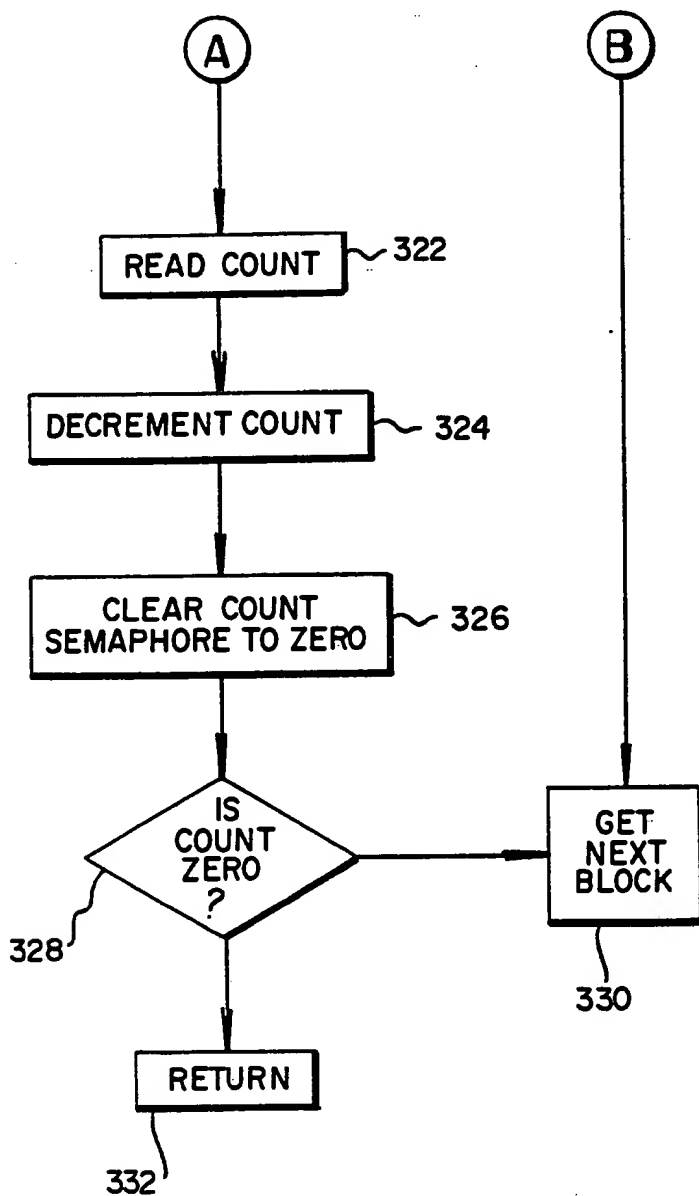 A
B
READ COUNT
322
DECREMENT COUNT
324
CLEAR COUNT
SEMAPHORE TO ZERO
326
IS
COUNT
ZERO
?
328
GET
NEXT
BLOCK
330
RETURN
332